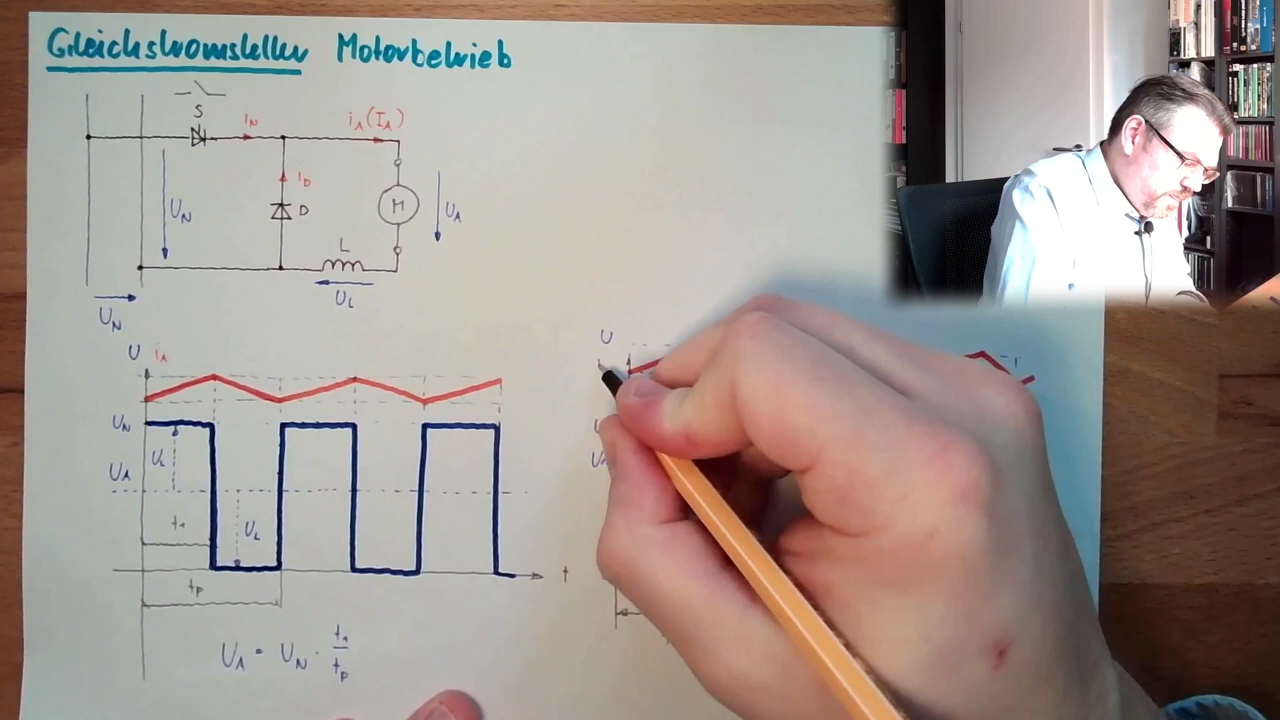 Gleichstromsteller Motorbetrieb
S
iN
iA (IA)
iD
UN
D
M
UA
L
UL
UN
U iA
UN
UL
UA
t1
UL
tP
t
UA = UN · t1/tP
U